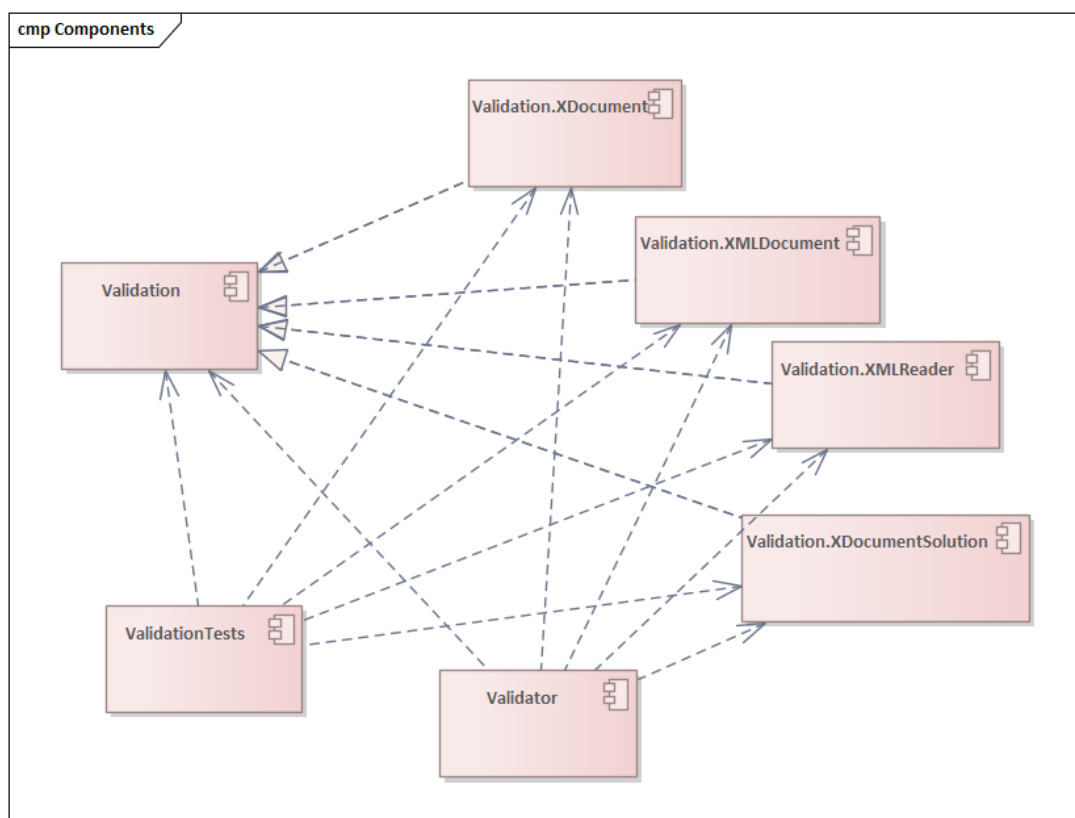 cmp Components
Validation.XDocument
Validation.XMLDocument
Validation
Validation.XMLReader
Validation.XDocumentSolution
ValidationTests
Validator